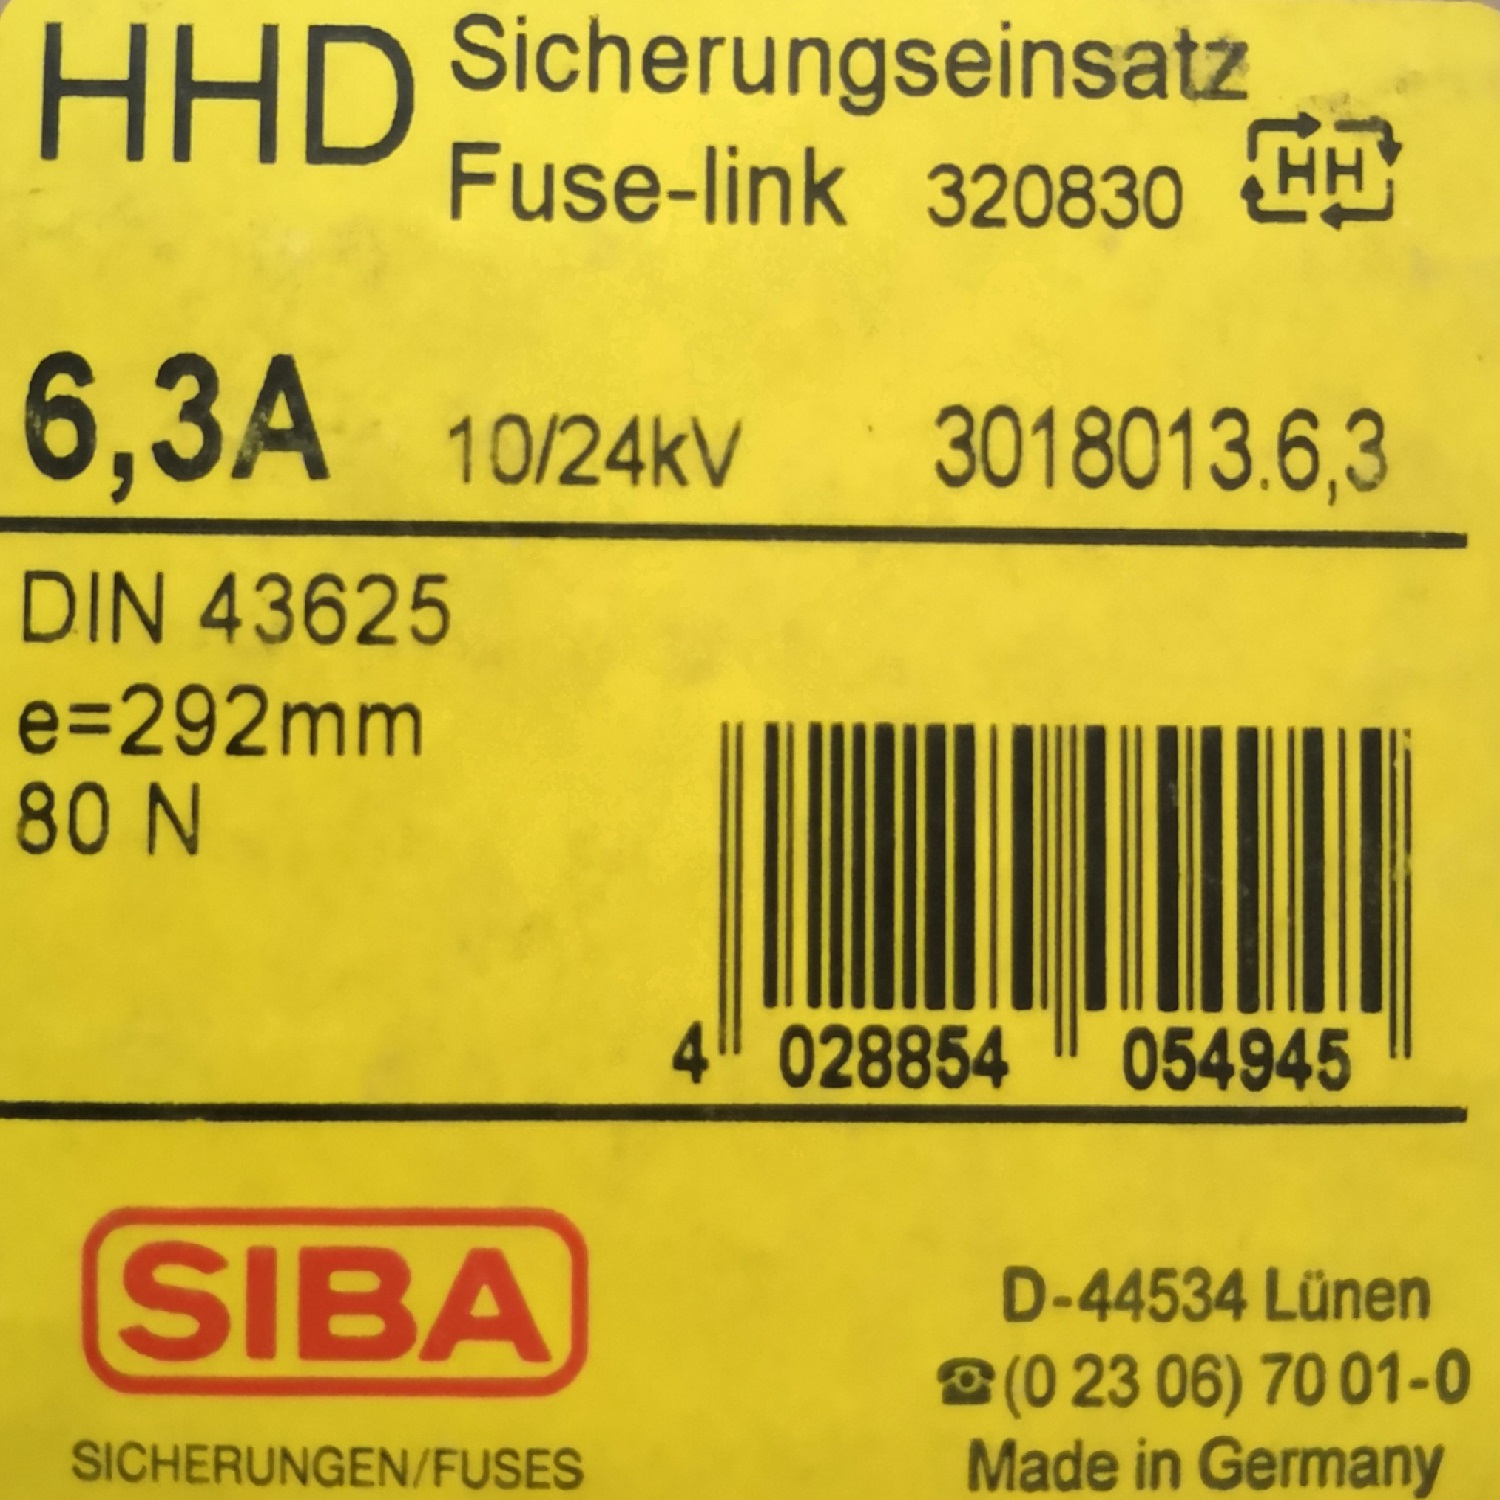 HHD Sicherungseinsatz
Fuse-link 320830 HH
6,3A 10/24kV 3018013.6,3
DIN 43625
e=292mm
80 N
4 028854 054945
SIBA
SICHERUNGEN/FUSES
D-44534 Lünen
☎(0 23 06) 70 01-0
Made in Germany